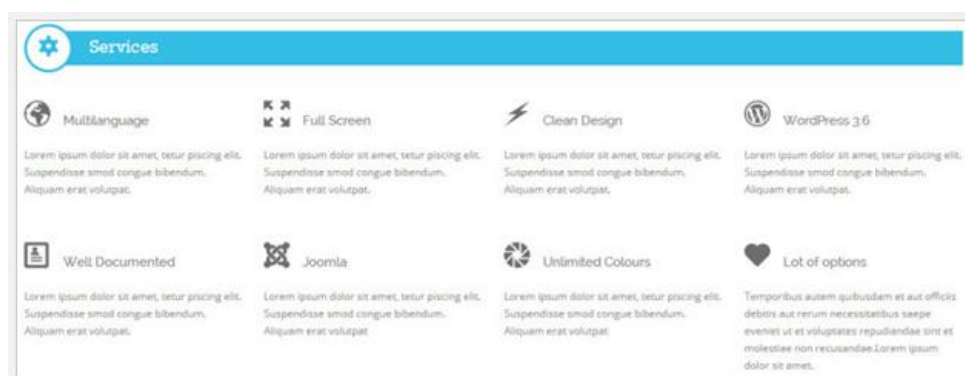 Services
Multilanguage
Lorem ipsum dolor sit amet, tetur piscing elit.
Suspendisse smod congue bibendum.
Aliquam erat volutpat.
Full Screen
Lorem ipsum dolor sit amet, tetur piscing elit.
Suspendisse smod congue bibendum.
Aliquam erat volutpat.
Clean Design
Lorem ipsum dolor sit amet, tetur piscing elit.
Suspendisse smod congue bibendum.
Aliquam erat volutpat.
WordPress 3.6
Lorem ipsum dolor sit amet, tetur piscing elit.
Suspendisse smod congue bibendum.
Aliquam erat volutpat.
Well Documented
Lorem ipsum dolor sit amet, tetur piscing elit.
Suspendisse smod congue bibendum.
Aliquam erat volutpat.
Joomla
Lorem ipsum dolor sit amet, tetur piscing elit.
Suspendisse smod congue bibendum.
Aliquam erat volutpat
Unlimited Colours
Lorem ipsum dolor sit amet, tetur piscing elit.
Suspendisse smod congue bibendum.
Aliquam erat volutpat
Lot of options
Temporibus autem quibusdam et aut officiis
debitis aut rerum necessitatibus saepe
eveniet ut et voluptates repudiandae sint et
molestiae non recusandae.Lorem ipsum
dolor sit amet.